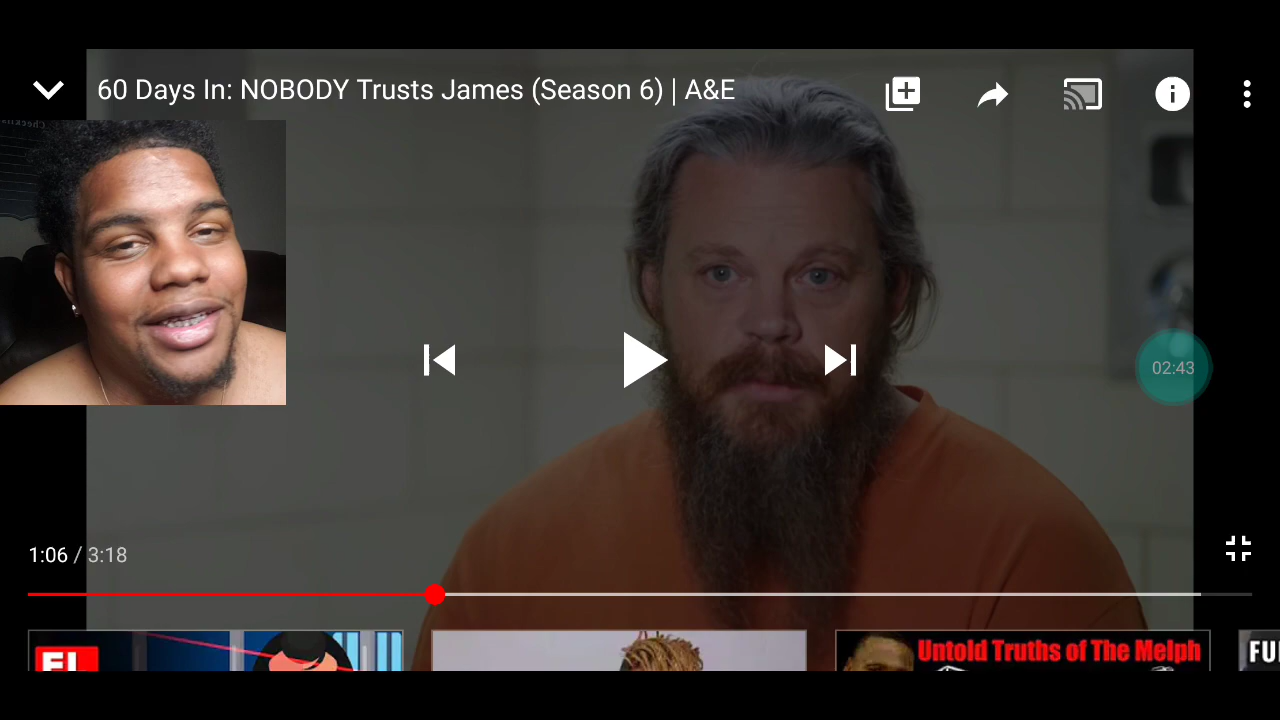 60 Days In: NOBODY Trusts James (Season 6) | A&E
02:43
1:06 / 3:18
Untold Truths of The Melph